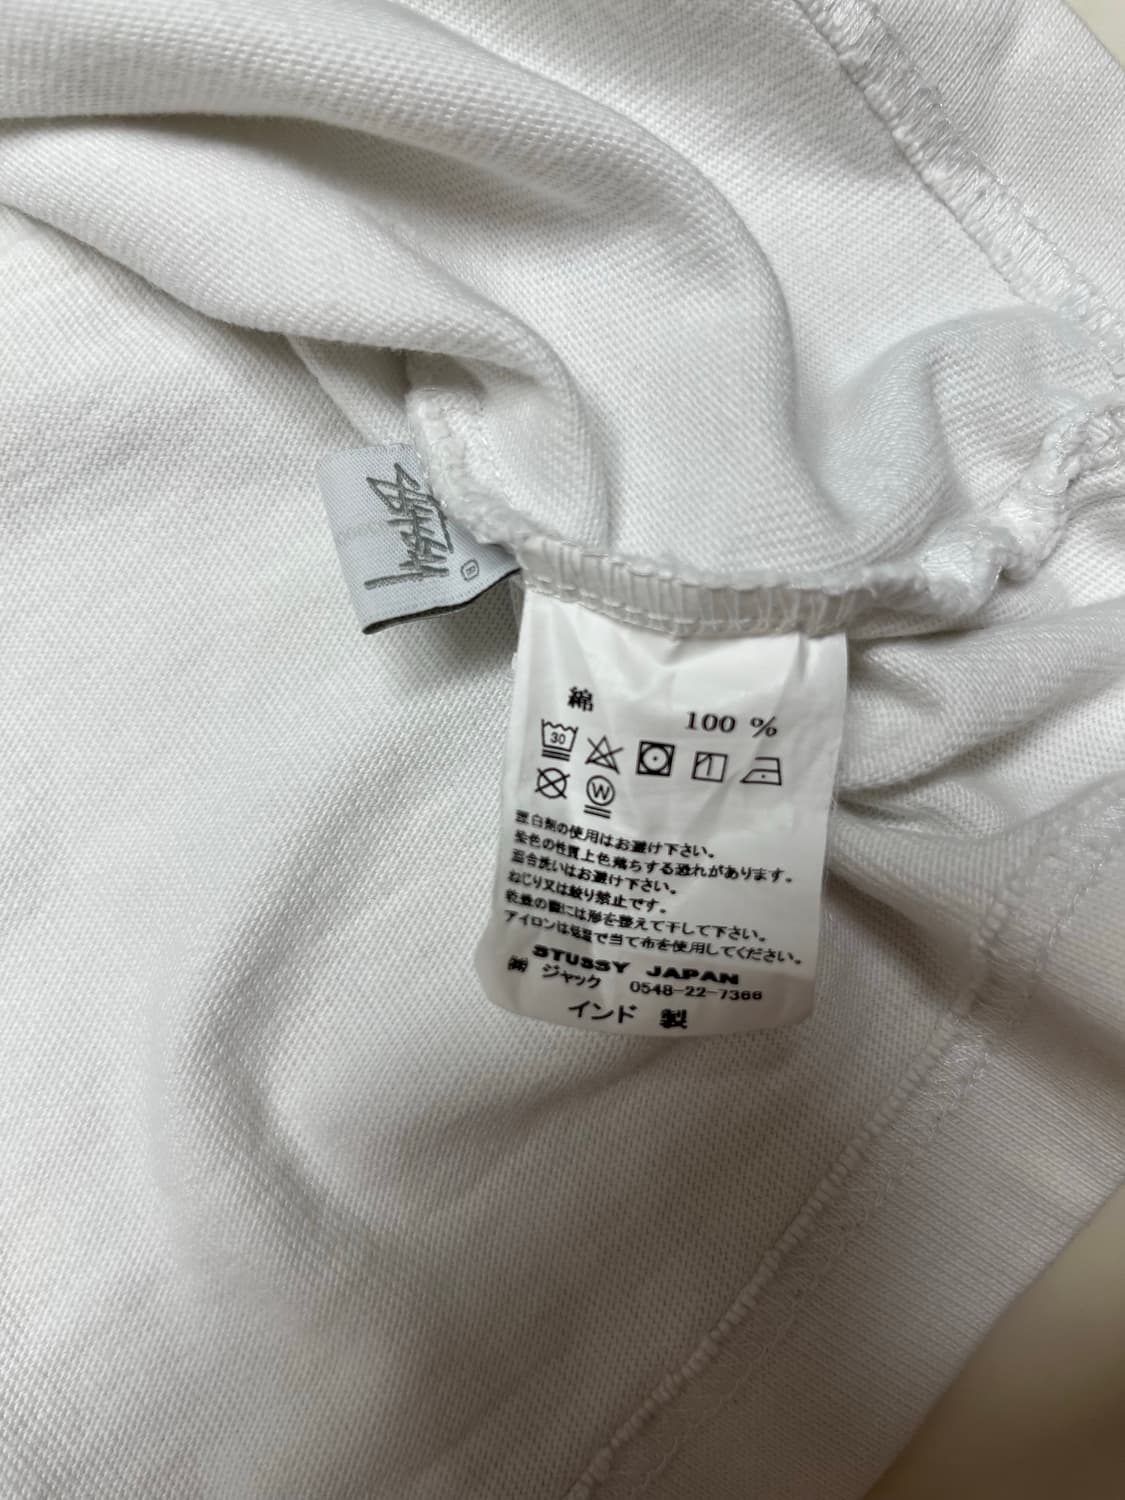 Stüssy ®
綿 100 %
30
W
漂白剤の使用はお避け下さい。
染色の性質上色落ちする恐れがあります。
混合洗いはお避け下さい。
ねじり又は絞り禁止です。
乾燥の際には形を整えて干して下さい。
アイロンは低温で当て布を使用してください。
STUSSY JAPAN
㈱ ジャック 0548-22-7366
インド 製